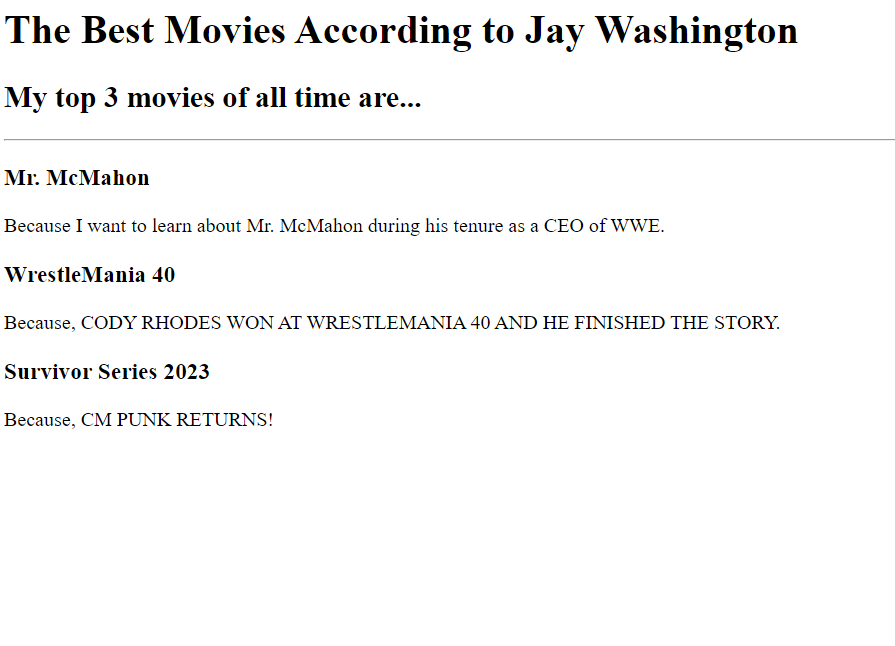 The Best Movies According to Jay Washington
My top 3 movies of all time are...
Mr. McMahon
Because I want to learn about Mr. McMahon during his tenure as a CEO of WWE.
WrestleMania 40
Because, CODY RHODES WON AT WRESTLEMANIA 40 AND HE FINISHED THE STORY.
Survivor Series 2023
Because, CM PUNK RETURNS!